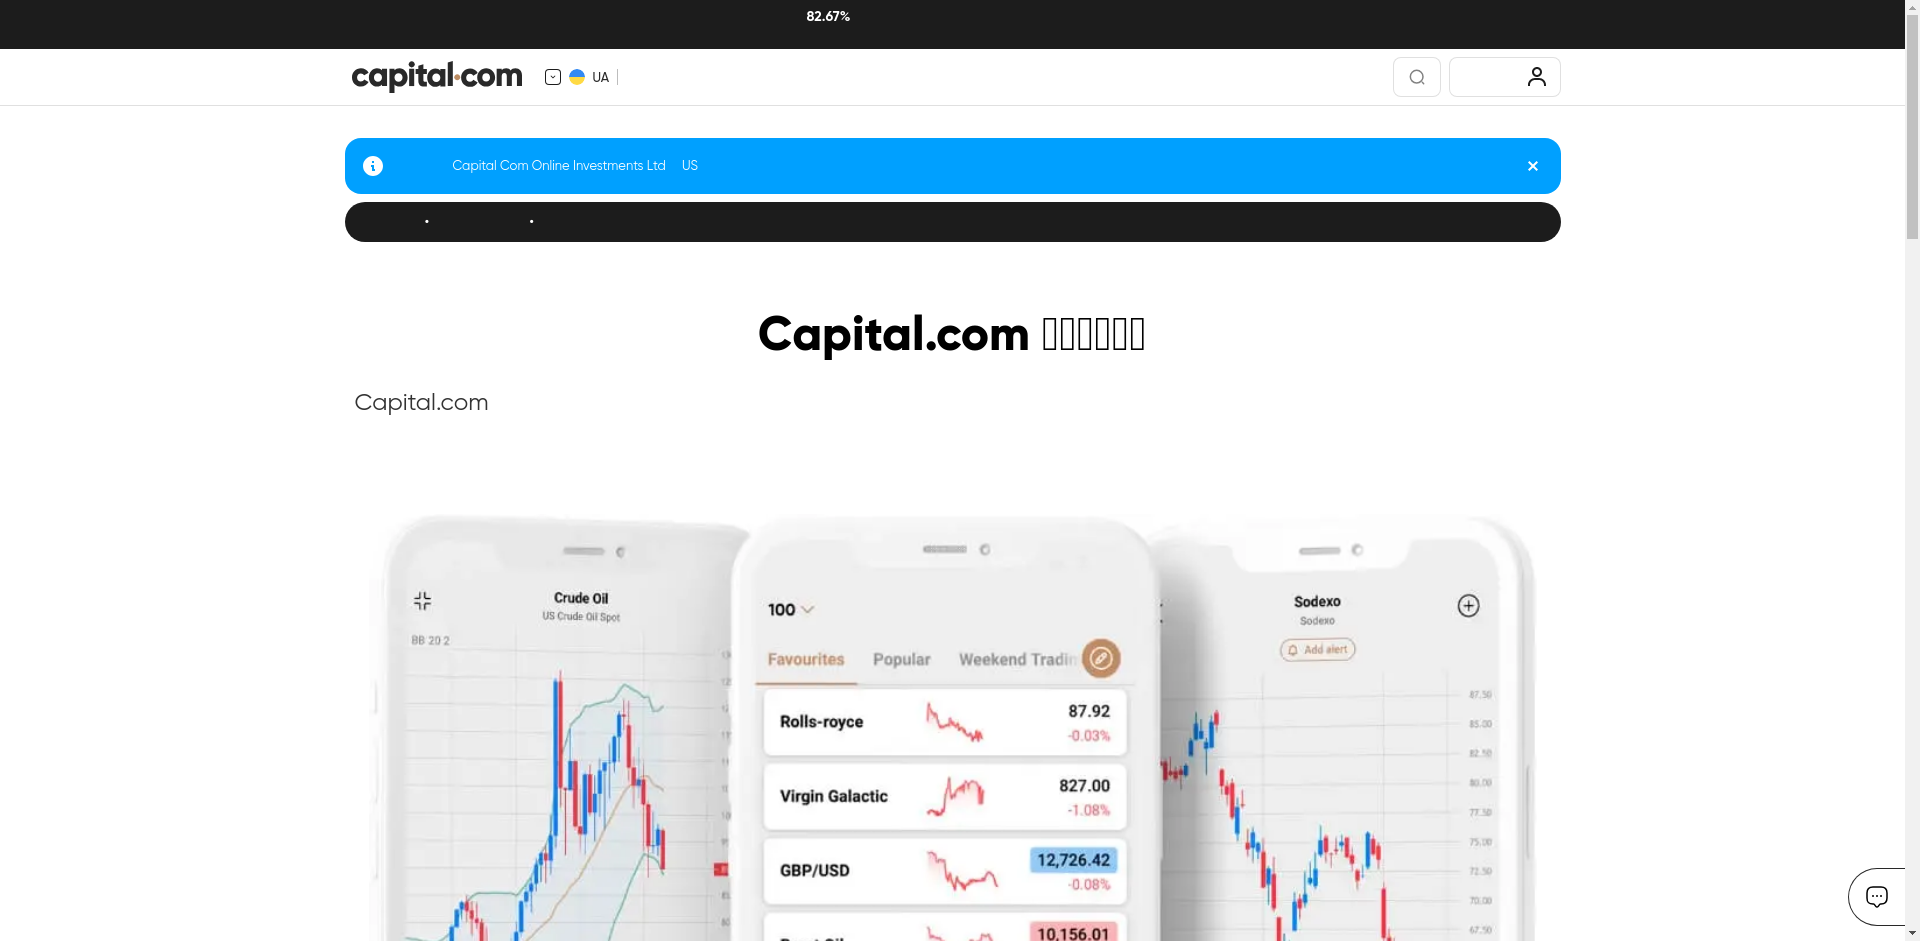 82.67%
capital.com
UA
Capital Com Online Investments Ltd US
Capital.com
Capital.com
Crude Oil
US Crude Oil Spot
BB 20 2
100
Favourites Popular Weekend Tradin
Rolls-royce 87.92
-0.03%
Virgin Galactic 827.00
-1.08%
GBP/USD 12,726.42
-0.08%
10,156.01
Sodexo
Sodexo
Add alert
87.50
85.00
82.50
80.00
77.50
75.00
72.50
70.00
67.50